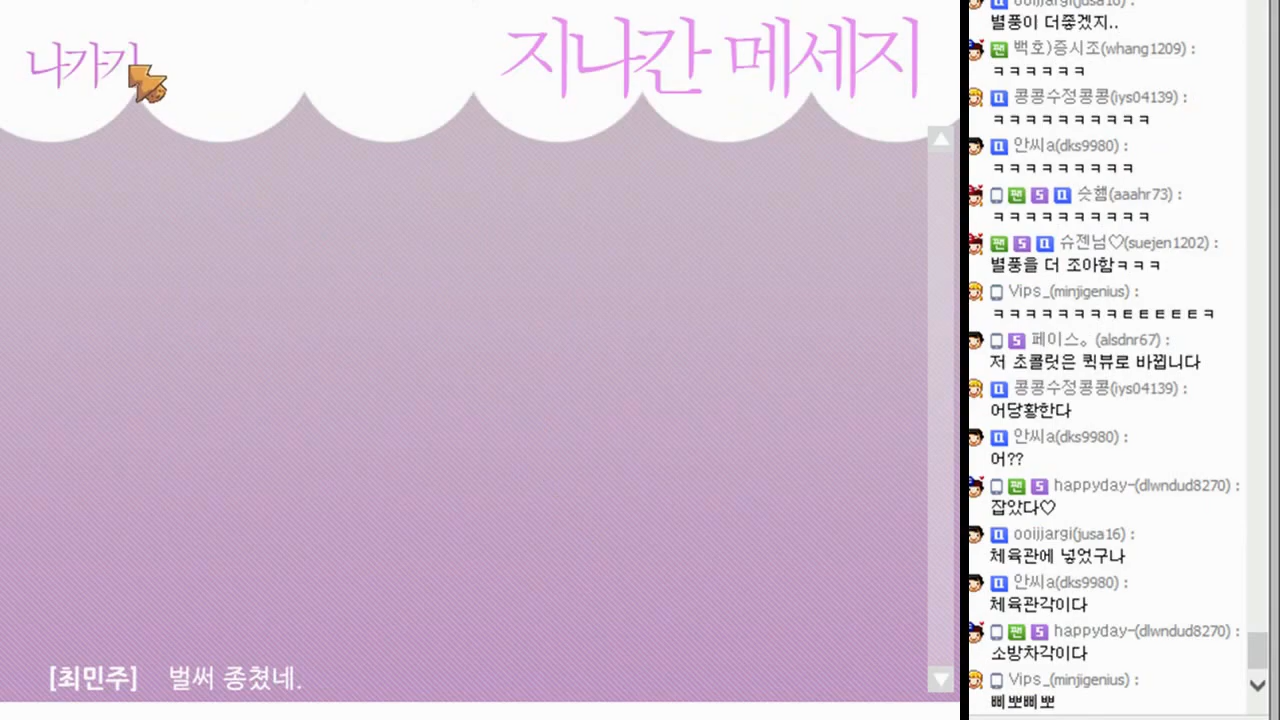 나가기
지나간 메세지
[최민주] 벌써 종쳤네.
별풍이 더좋겠지..
팬 백호)증시조(whang1209) :
ㅋㅋㅋㅋㅋㅋ
콩콩수정콩콩(iys04139) :
ㅋㅋㅋㅋㅋㅋㅋㅋㅋㅋ
안씨a(dks9980) :
ㅋㅋㅋㅋㅋㅋㅋㅋㅋ
팬 S 슛햄(aaahr73) :
ㅋㅋㅋㅋㅋㅋㅋㅋㅋㅋ
팬 S 슈젠님♡(suejen1202) :
별풍을 더 조아함ㅋㅋㅋ
Vips_(minjigenius) :
ㅋㅋㅋㅋㅋㅋㅋㅋㅌㅌㅌㅌㅌㅋ
S 페이스。(alsdnr67) :
저 초콜릿은 퀵뷰로 바뀝니다
콩콩수정콩콩(iys04139) :
어당황한다
안씨a(dks9980) :
어??
팬 S happyday-(dlwndud8270) :
잡았다♡
ooijjargi(jusa16) :
체육관에 넣었구나
안씨a(dks9980) :
체육관각이다
팬 S happyday-(dlwndud8270) :
소방차각이다
Vips_(minjigenius) :
삐뽀삐뽀